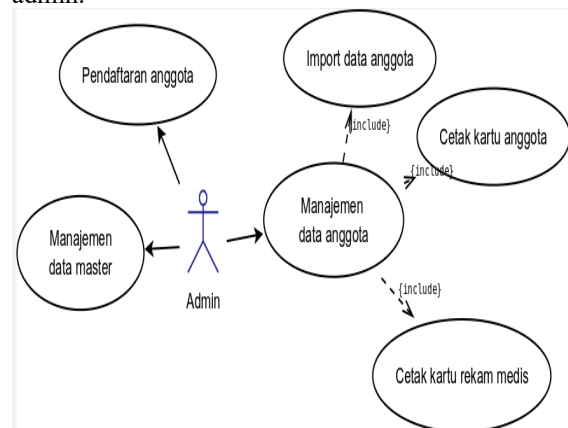 admin.
Pendaftaran anggota
Import data anggota
{include}
Cetak kartu anggota
{include}
Manajemen
data anggota
Manajemen
data master
Admin
{include}
Cetak kartu rekam medis